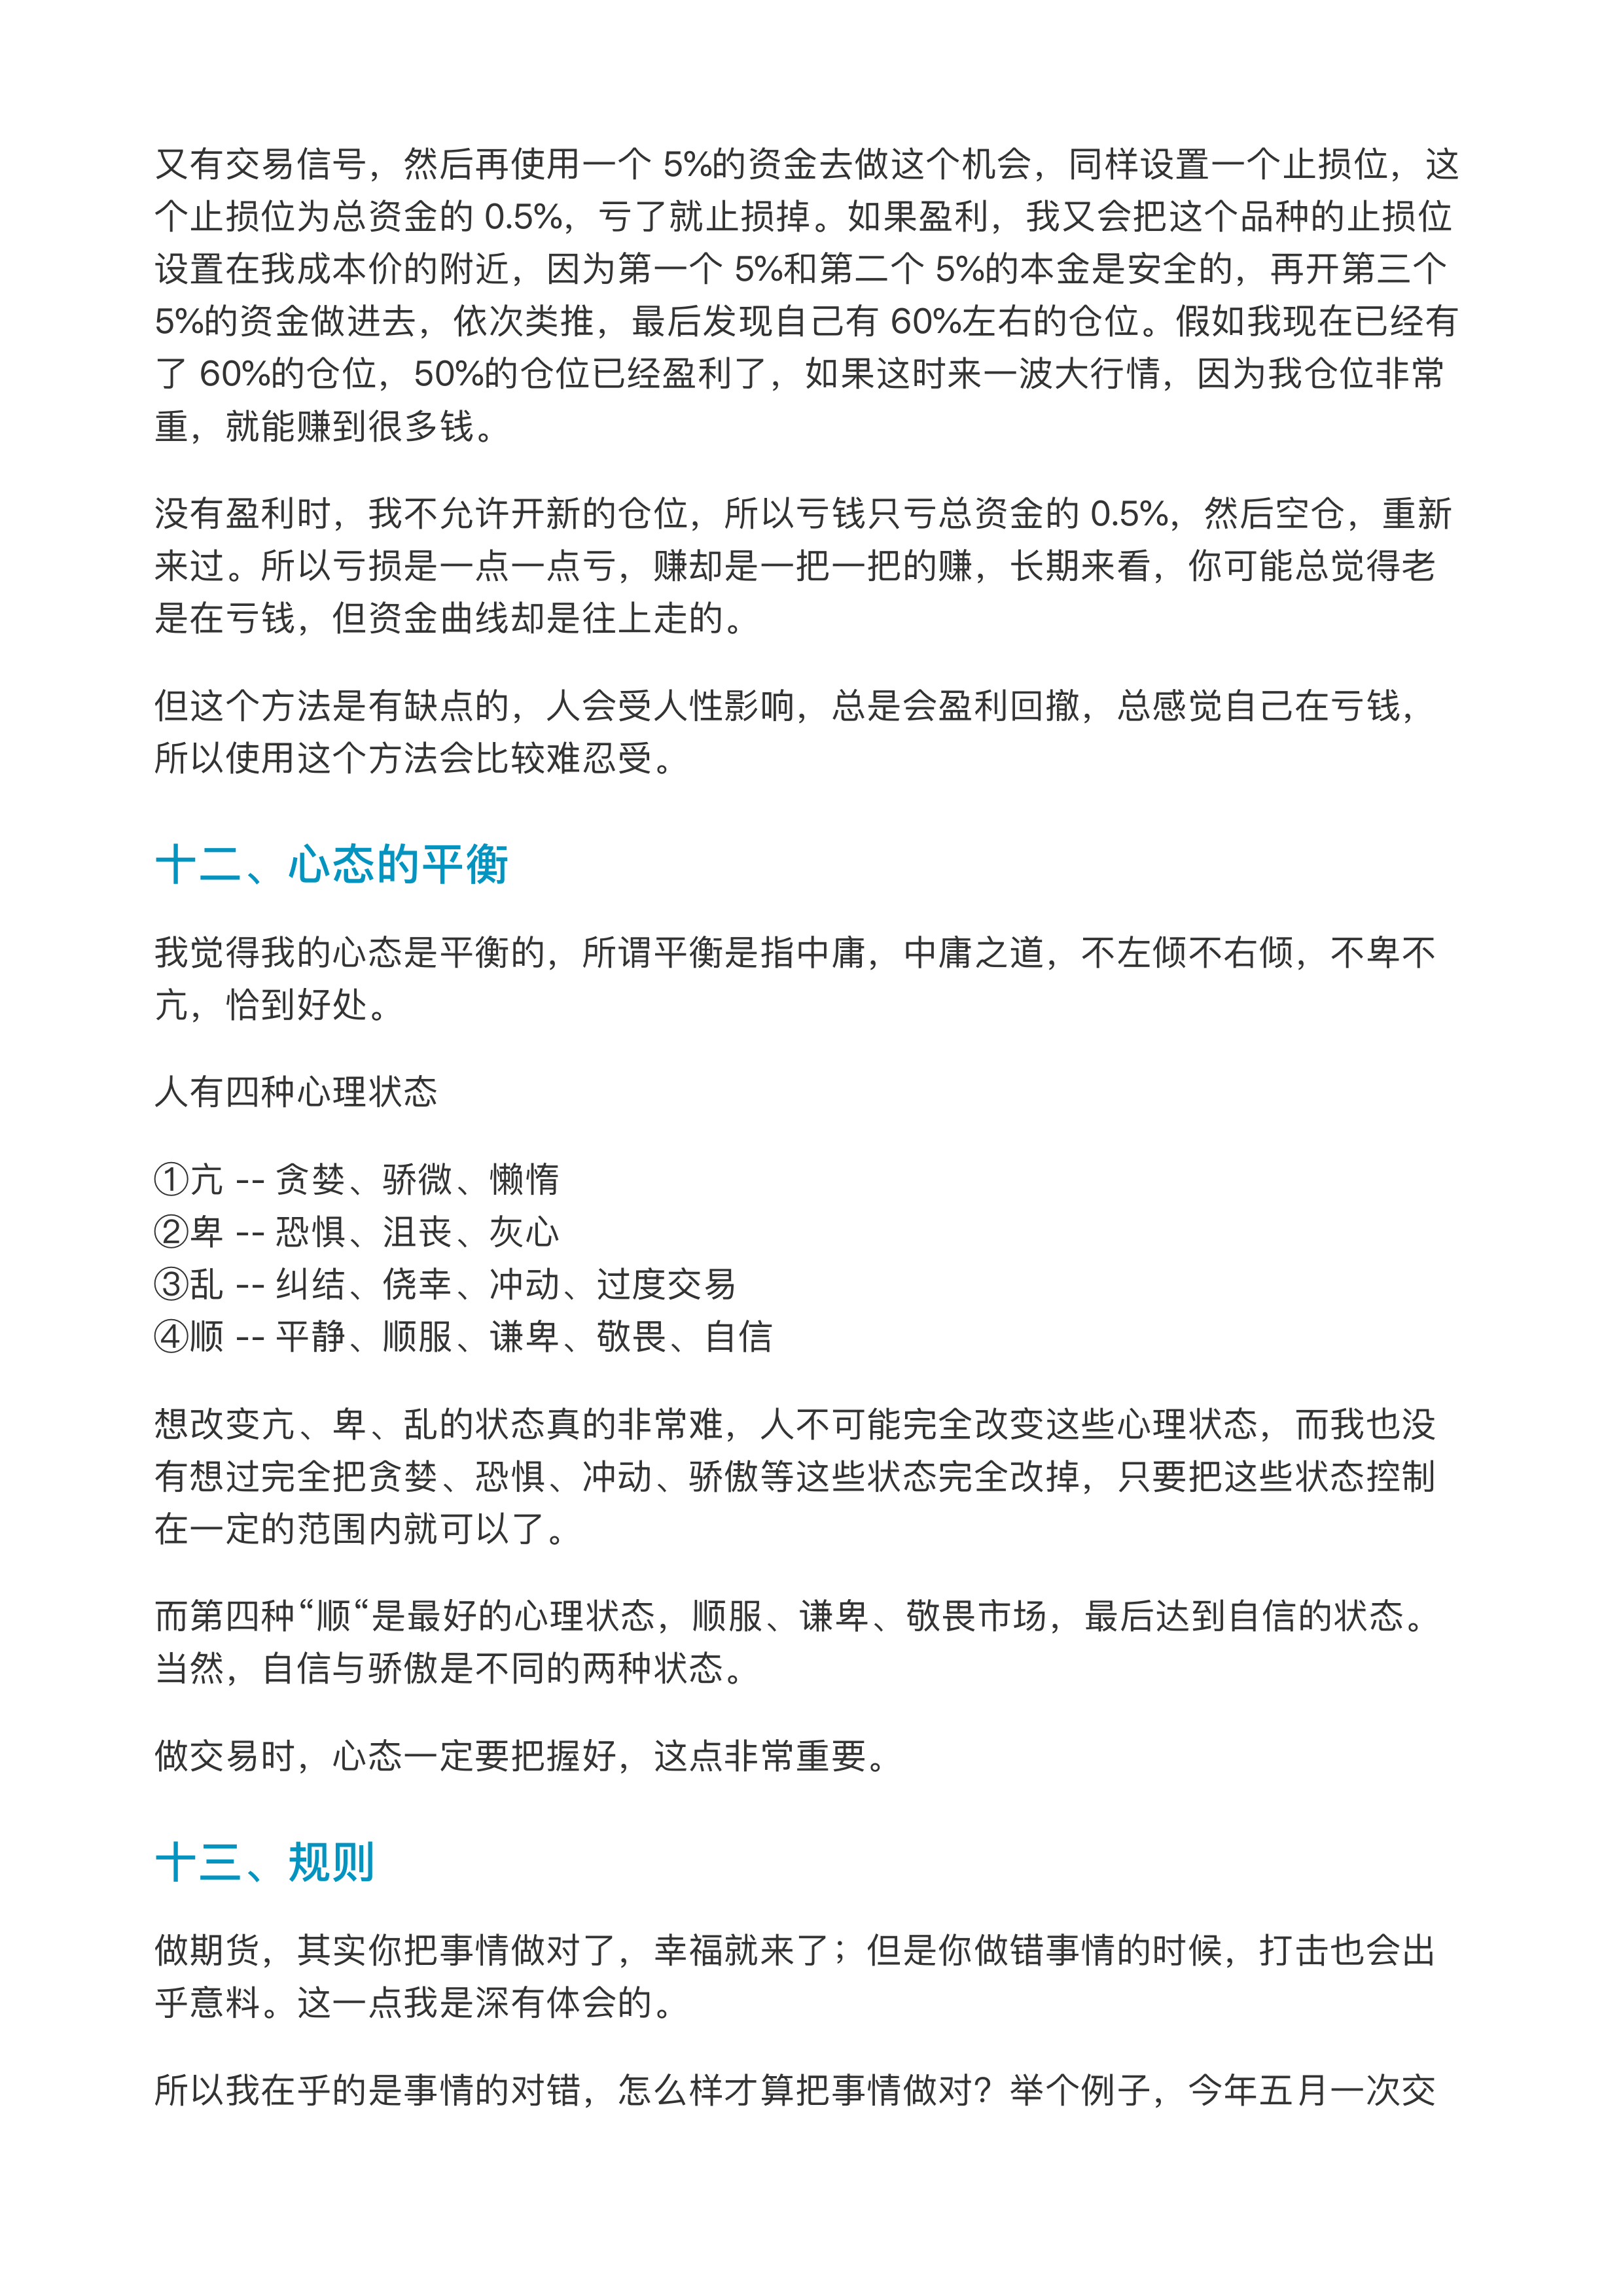 又有交易信号，然后再使用一个 5%的资金去做这个机会，同样设置一个止损位，这
个止损位为总资金的 0.5%，亏了就止损掉。如果盈利，我又会把这个品种的止损位
设置在我成本价的附近，因为第一个 5%和第二个 5%的本金是安全的，再开第三个
5%的资金做进去，依次类推，最后发现自己有 60%左右的仓位。假如我现在已经有
了 60%的仓位，50%的仓位已经盈利了，如果这时来一波大行情，因为我仓位非常
重，就能赚到很多钱。
没有盈利时，我不允许开新的仓位，所以亏钱只亏总资金的 0.5%，然后空仓，重新
来过。所以亏损是一点一点亏，赚却是一把一把的赚，长期来看，你可能总觉得老
是在亏钱，但资金曲线却是往上走的。
但这个方法是有缺点的，人会受人性影响，总是会盈利回撤，总感觉自己在亏钱，
所以使用这个方法会比较难忍受。
十二、心态的平衡
我觉得我的心态是平衡的，所谓平衡是指中庸，中庸之道，不左倾不右倾，不卑不
亢，恰到好处。
人有四种心理状态
①亢 -- 贪婪、骄微、懒惰
②卑 -- 恐惧、沮丧、灰心
③乱 -- 纠结、侥幸、冲动、过度交易
④顺 -- 平静、顺服、谦卑、敬畏、自信
想改变亢、卑、乱的状态真的非常难，人不可能完全改变这些心理状态，而我也没
有想过完全把贪婪、恐惧、冲动、骄傲等这些状态完全改掉，只要把这些状态控制
在一定的范围内就可以了。
而第四种“顺“是最好的心理状态，顺服、谦卑、敬畏市场，最后达到自信的状态。
当然，自信与骄傲是不同的两种状态。
做交易时，心态一定要把握好，这点非常重要。
十三、规则
做期货，其实你把事情做对了，幸福就来了；但是你做错事情的时候，打击也会出
乎意料。这一点我是深有体会的。
所以我在乎的是事情的对错，怎么样才算把事情做对？举个例子，今年五月一次交